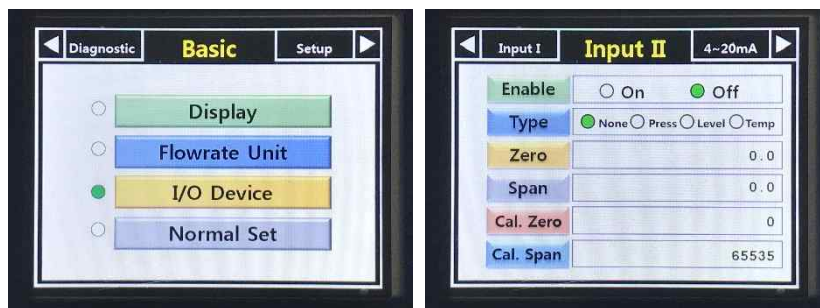 Diagnostic Basic Setup
Display
Flowrate Unit
I/O Device
Normal Set
Input I Input II 4~20mA
Enable On Off
Type None Press Level Temp
Zero 0.0
Span 0.0
Cal. Zero 0
Cal. Span 65535